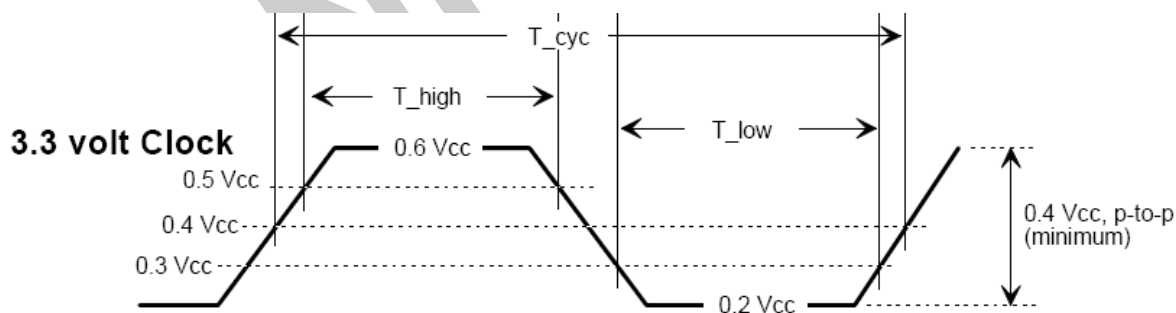 T_cyc
T_high
T_low
3.3 volt Clock
0.6 Vcc
0.5 Vcc
0.4 Vcc
0.3 Vcc
0.2 Vcc
0.4 Vcc, p-to-p
(minimum)